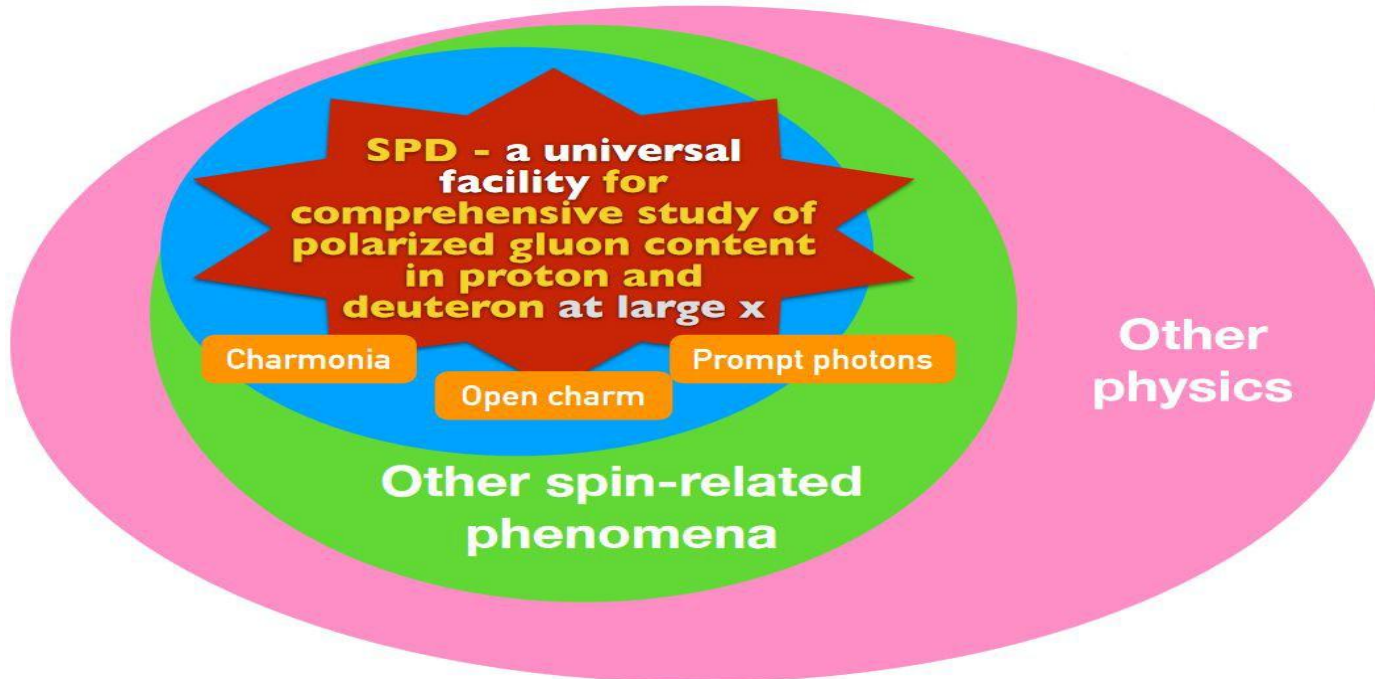 SPD - a universal
facility for
comprehensive study of
polarized gluon content
in proton and
deuteron at large x
Charmonia
Prompt photons
Open charm
Other
physics
Other spin-related
phenomena